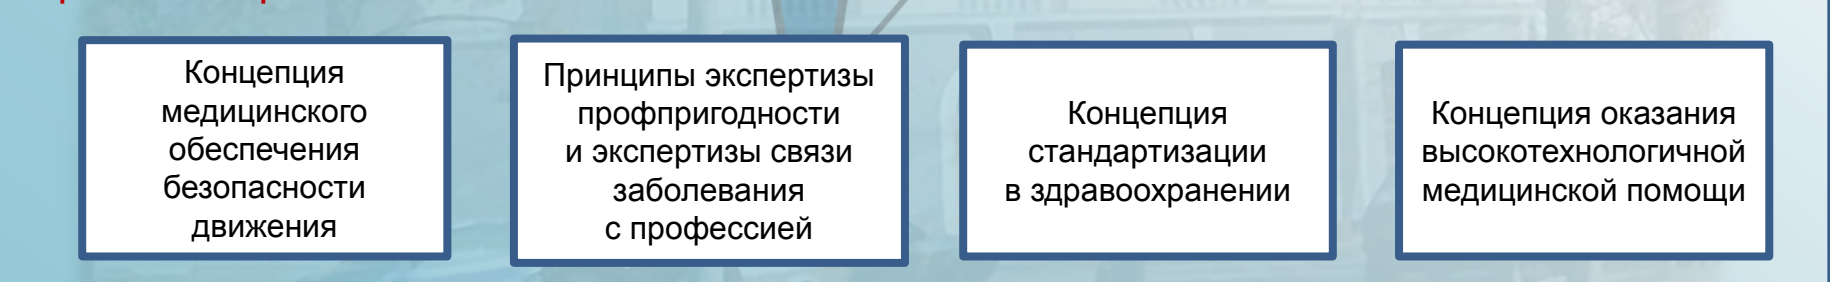 Концепция
медицинского
обеспечения
безопасности
движения
Принципы экспертизы
профпригодности
и экспертизы связи
заболевания
с профессией
Концепция
стандартизации
в здравоохранении
Концепция оказания
высокотехнологичной
медицинской помощи